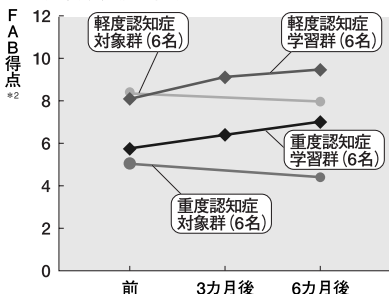 FAB得点
*2
12
10
8
6
4
2
0
軽度認知症
対象群(6名)
軽度認知症
学習群(6名)
重度認知症
学習群(6名)
重度認知症
対象群(6名)
前
3カ月後
6カ月後